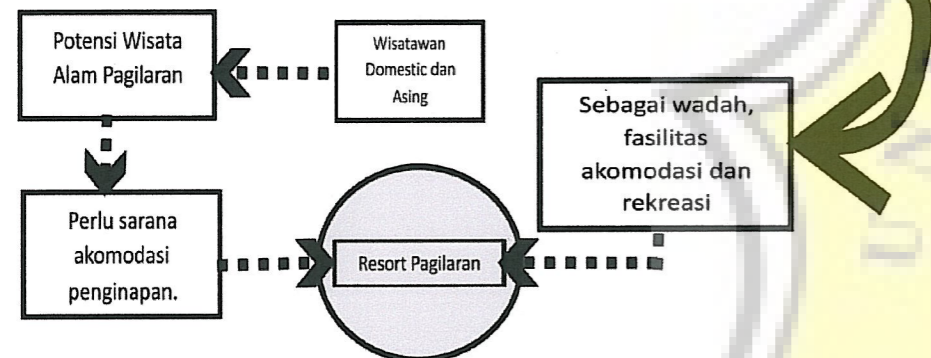 Potensi Wisata
Alam Pagilaran
Wisatawan
Domestic dan
Asing
Sebagai wadah,
fasilitas
akomodasi dan
rekreasi
Perlu sarana
akomodasi
penginapan.
Resort Pagilaran